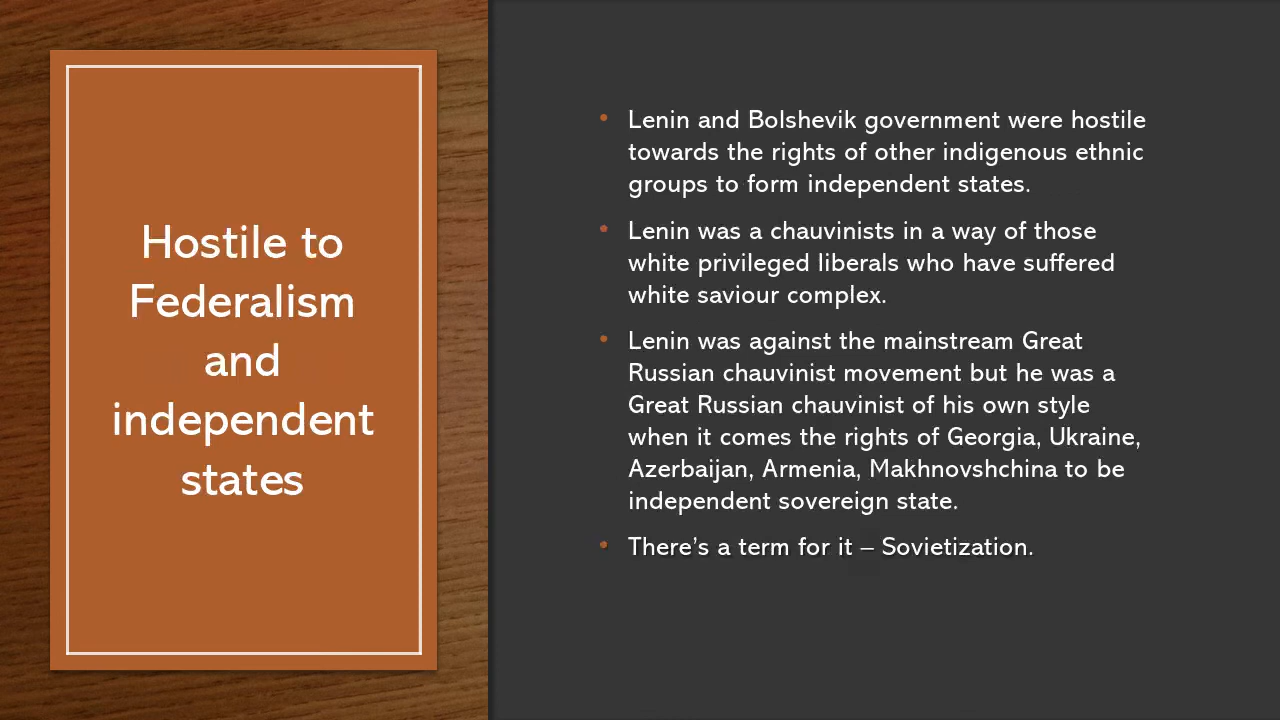 Hostile to
Federalism
and
independent
states
• Lenin and Bolshevik government were hostile
towards the rights of other indigenous ethnic
groups to form independent states.
• Lenin was a chauvinists in a way of those
white privileged liberals who have suffered
white saviour complex.
• Lenin was against the mainstream Great
Russian chauvinist movement but he was a
Great Russian chauvinist of his own style
when it comes the rights of Georgia, Ukraine,
Azerbaijan, Armenia, Makhnovshchina to be
independent sovereign state.
• There’s a term for it – Sovietization.